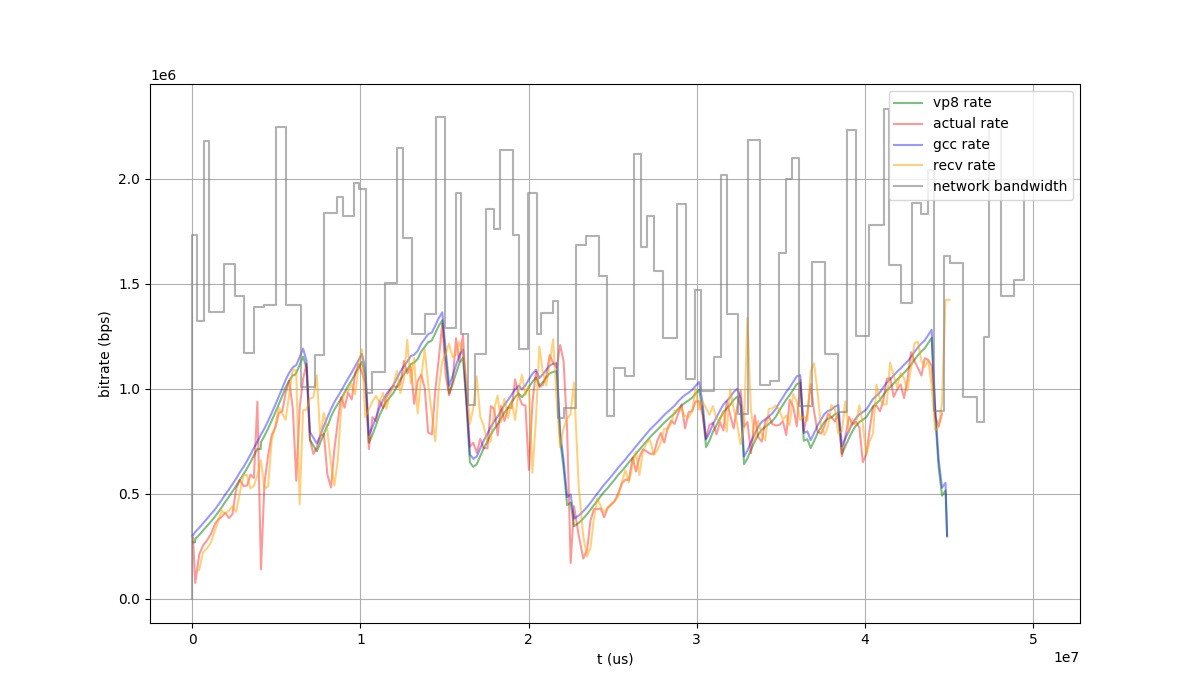 1e6
vp8 rate
actual rate
gcc rate
recv rate
network bandwidth
2.0
1.5
1.0
0.5
0.0
bitrate (bps)
0 1 2 3 4 5
t (us)
1e7